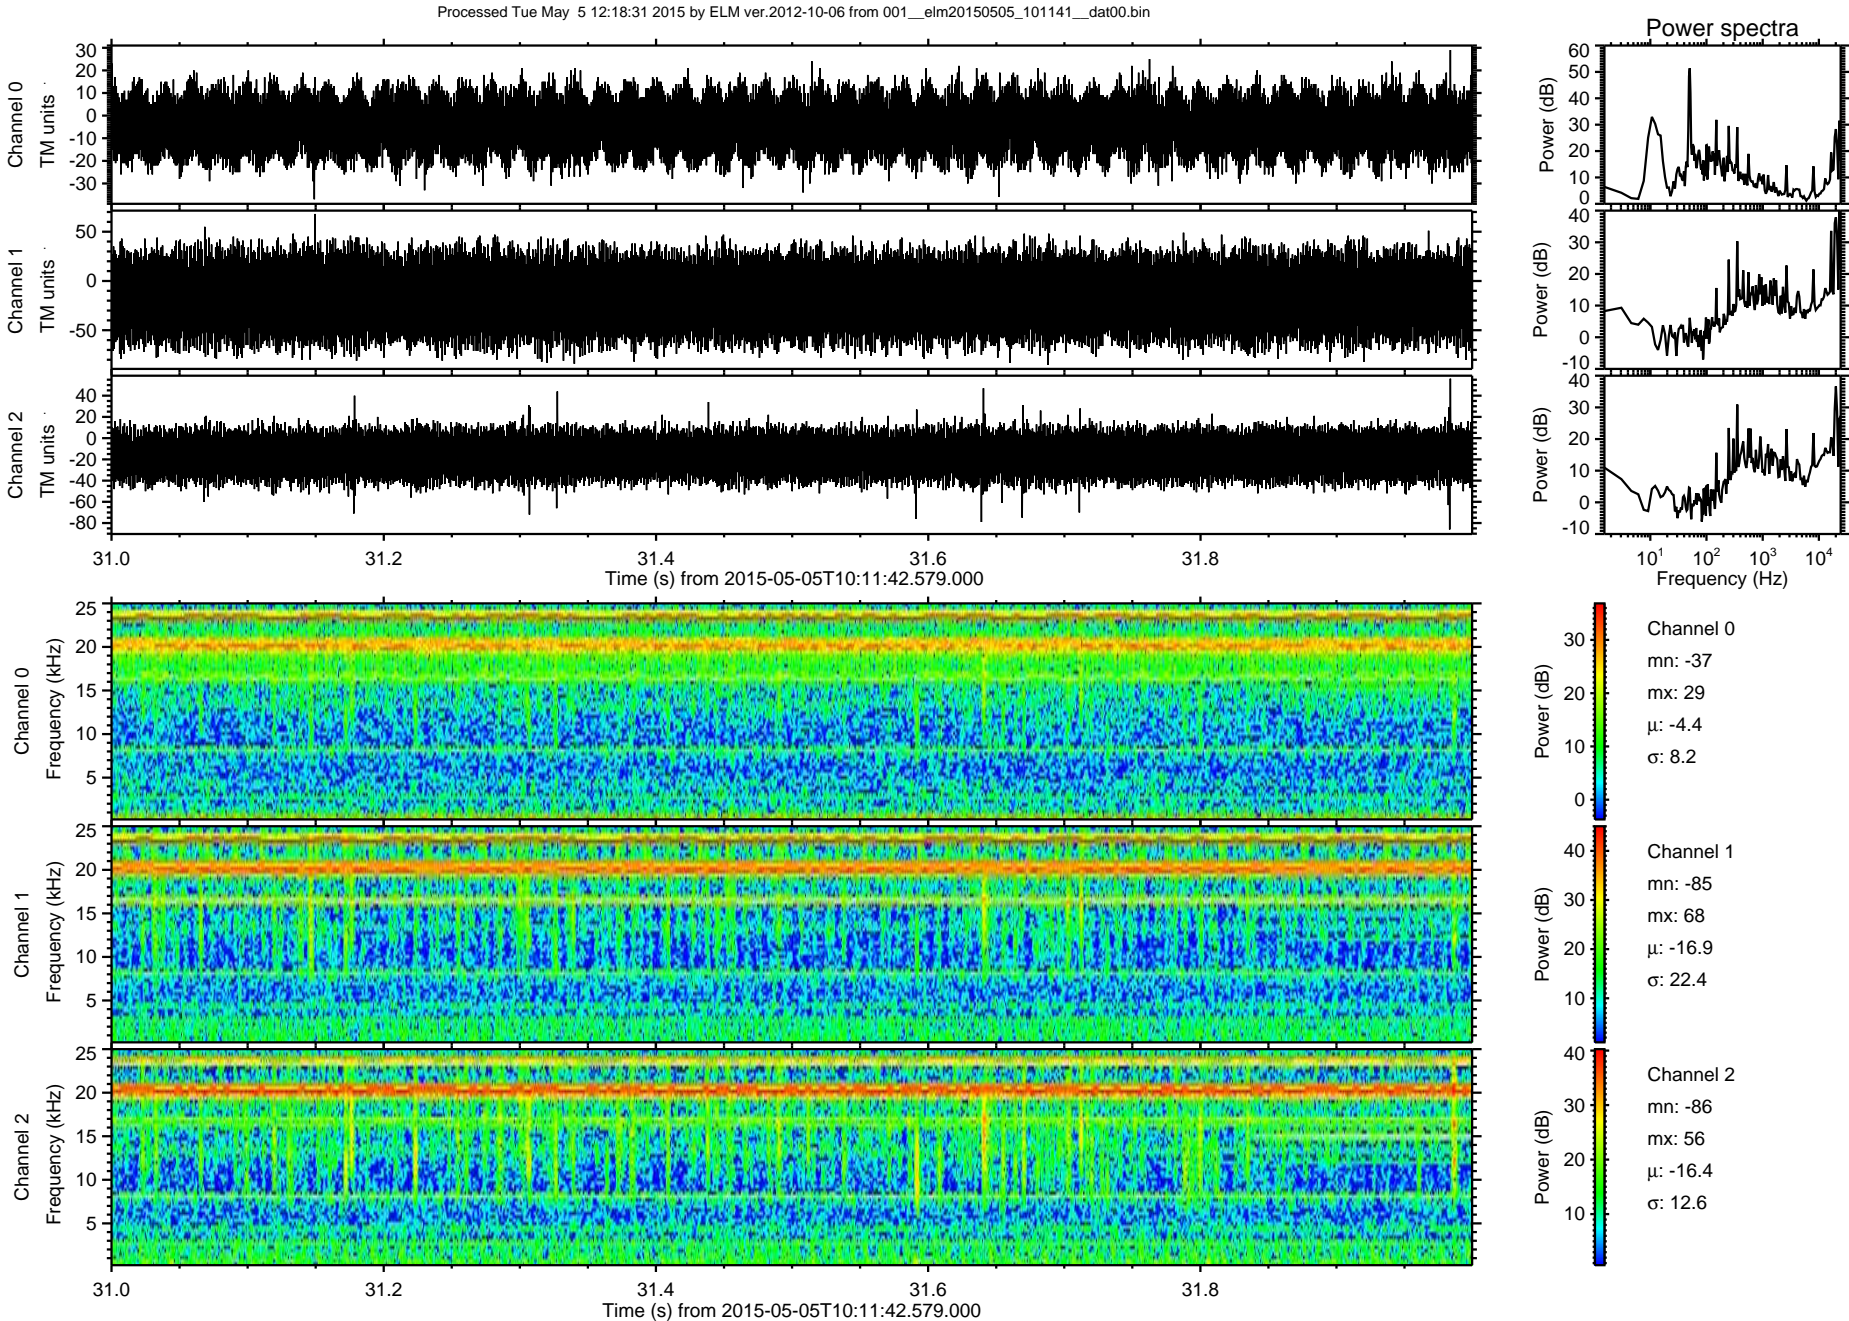 Processed Tue May 5 12:18:31 2015 by ELM ver.2012-10-06 from 001__elm20150505_101141__dat00.bin
Power spectra
Channel 0
TM units
30
20
10
0
-10
-20
-30
Power (dB)
60
50
40
30
20
10
0
Channel 1
TM units
50
0
-50
Power (dB)
40
30
20
10
0
-10
Channel 2
TM units
40
20
0
-20
-40
-60
-80
Power (dB)
40
30
20
10
0
-10
31.0 31.2 31.4 31.6 31.8
Time (s) from 2015-05-05T10:11:42.579.000
10¹ 10² 10³ 10⁴
Frequency (Hz)
Channel 0
Frequency (kHz)
25
20
15
10
5
Power (dB)
30
20
10
0
Channel 0
mn: -37
mx: 29
μ: -4.4
σ: 8.2
Channel 1
Frequency (kHz)
25
20
15
10
5
Power (dB)
40
30
20
10
Channel 1
mn: -85
mx: 68
μ: -16.9
σ: 22.4
Channel 2
Frequency (kHz)
25
20
15
10
5
Power (dB)
40
30
20
10
Channel 2
mn: -86
mx: 56
μ: -16.4
σ: 12.6
31.0 31.2 31.4 31.6 31.8
Time (s) from 2015-05-05T10:11:42.579.000